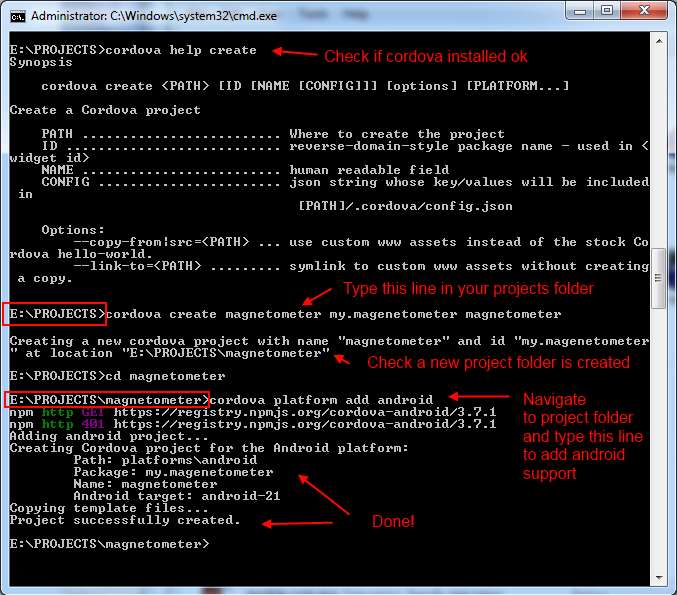 Administrator: C:\Windows\system32\cmd.exe
E:\PROJECTS>cordova help create
Check if cordova installed ok
Synopsis
cordova create <PATH> [ID [NAME [CONFIG]]] [options] [PLATFORM...]
Create a Cordova project
PATH ......................... Where to create the project
ID ........................... reverse-domain-style package name - used in <
widget id>
NAME ......................... human readable field
CONFIG ....................... json string whose key/values will be included
in
[PATH]/.cordova/config.json
Options:
--copy-from|src=<PATH> ... use custom www assets instead of the stock Co
rdova hello-world.
--link-to=<PATH> ......... symlink to custom www assets without creating
a copy.
Type this line in your projects folder
E:\PROJECTS>cordova create magnetometer my.magenetometer magnetometer
Creating a new cordova project with name "magnetometer" and id "my.magenetometer
" at location "E:\PROJECTS\magnetometer"
Check a new project folder is created
E:\PROJECTS>cd magnetometer
E:\PROJECTS\magnetometer>cordova platform add android
npm http GET https://registry.npmjs.org/cordova-android/3.7.1
npm http 401 https://registry.npmjs.org/cordova-android/3.7.1
Navigate
to project folder
and type this line
to add android
support
Adding android project...
Creating Cordova project for the Android platform:
Path: platforms\android
Package: my.magenetometer
Name: magnetometer
Android target: android-21
Copying template files...
Project successfully created.
Done!
E:\PROJECTS\magnetometer>